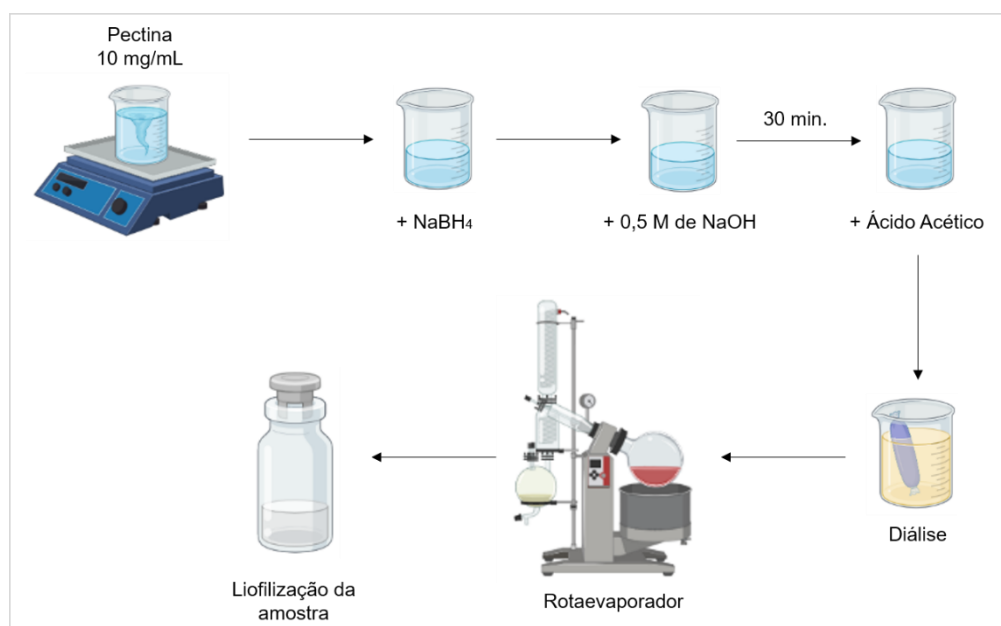 Pectina
10 mg/mL
30 min.
+ NaBH₄
+ 0,5 M de NaOH
+ Ácido Acético
Diálise
Rotaevaporador
Liofilização da
amostra